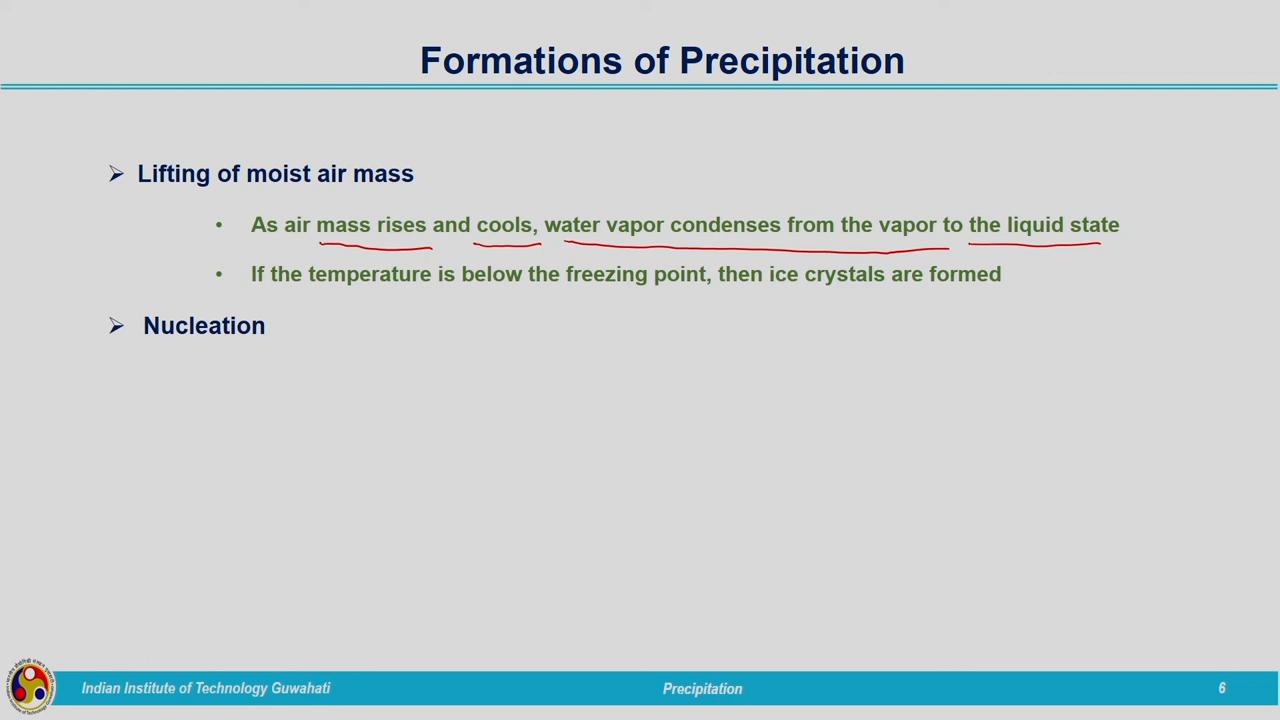 Formations of Precipitation
➢ Lifting of moist air mass
• As air mass rises and cools, water vapor condenses from the vapor to the liquid state
• If the temperature is below the freezing point, then ice crystals are formed
➢ Nucleation
Indian Institute of Technology Guwahati
Precipitation
6